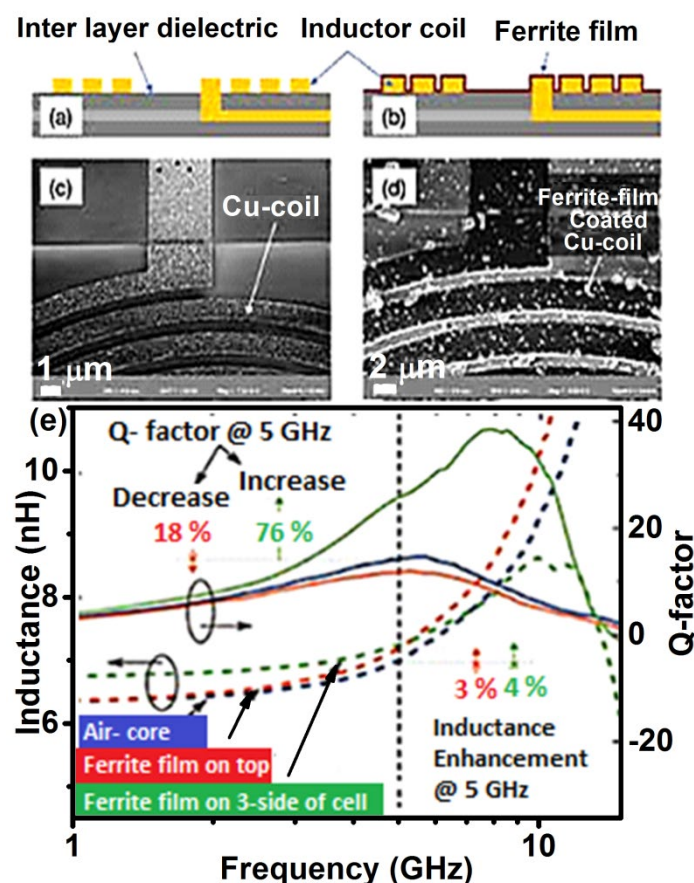 Inter layer dielectric Inductor coil Ferrite film
(a) (b)
(c) (d)
Cu-coil
Ferrite-film
Coated
Cu-coil
1 μm 2 μm
(e)
Q- factor @ 5 GHz
Decrease Increase
18 % 76 %
3 % 4 %
Inductance
Enhancement
@ 5 GHz
Air- core
Ferrite film on top
Ferrite film on 3-side of cell
Inductance (nH)
10
8
6
Q-factor
40
20
0
-20
1 10
Frequency (GHz)